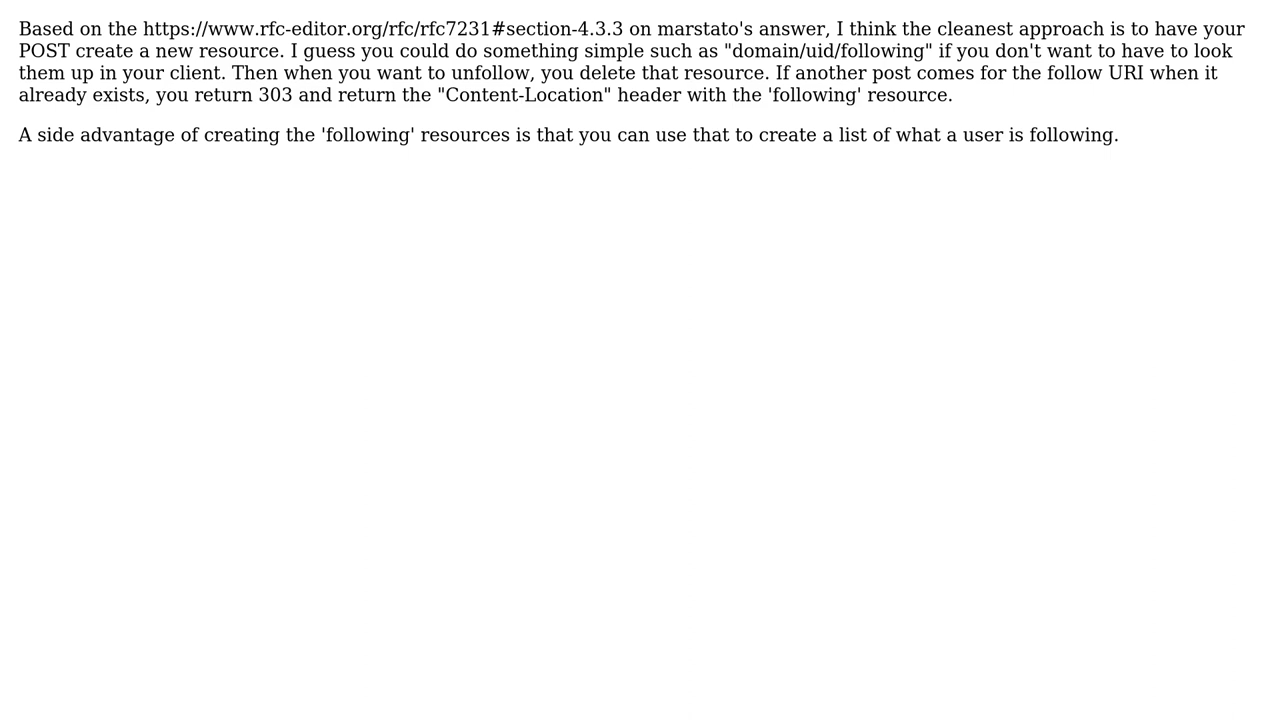 Based on the https://www.rfc-editor.org/rfc/rfc7231#section-4.3.3 on marstato's answer, I think the cleanest approach is to have your
POST create a new resource. I guess you could do something simple such as "domain/uid/following" if you don't want to have to look
them up in your client. Then when you want to unfollow, you delete that resource. If another post comes for the follow URI when it
already exists, you return 303 and return the "Content-Location" header with the 'following' resource.
A side advantage of creating the 'following' resources is that you can use that to create a list of what a user is following.